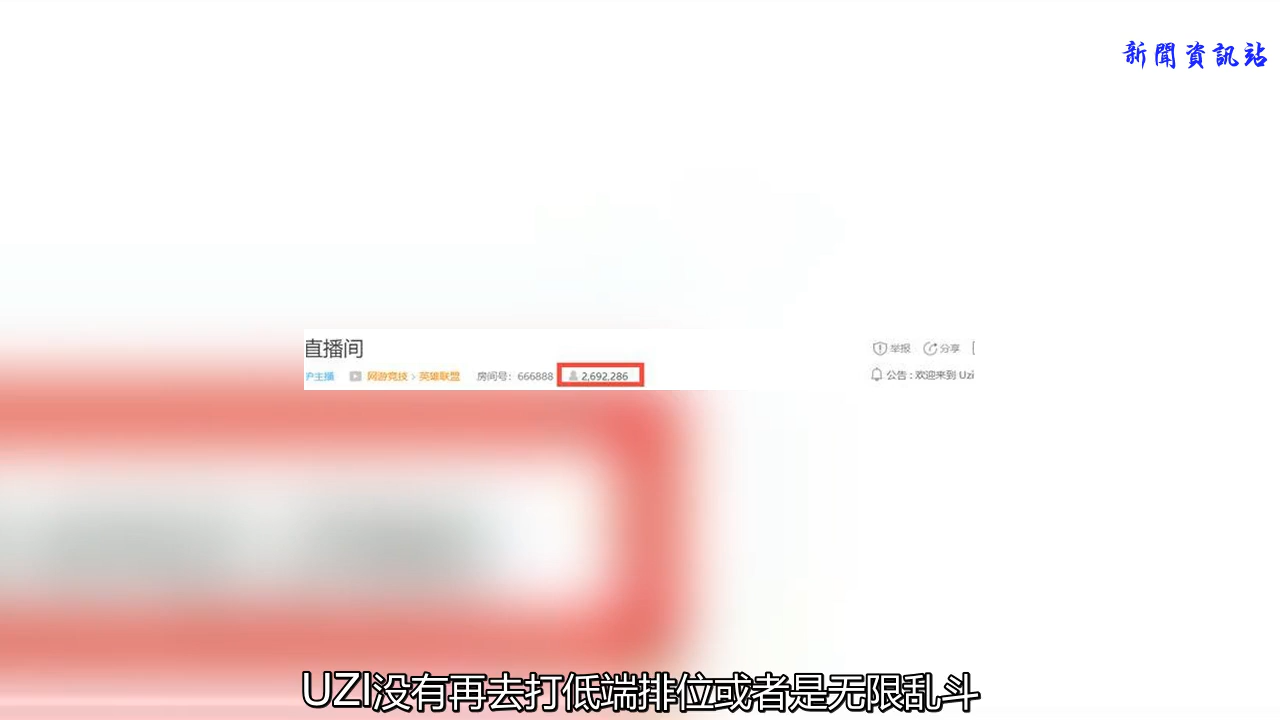 新聞資訊站
直播间
举报 分享
户主播 网游竞技 › 英雄联盟 房间号：666888 2,692,286
公告：欢迎来到 Uzi
UZI没有再去打低端排位或者是无限乱斗